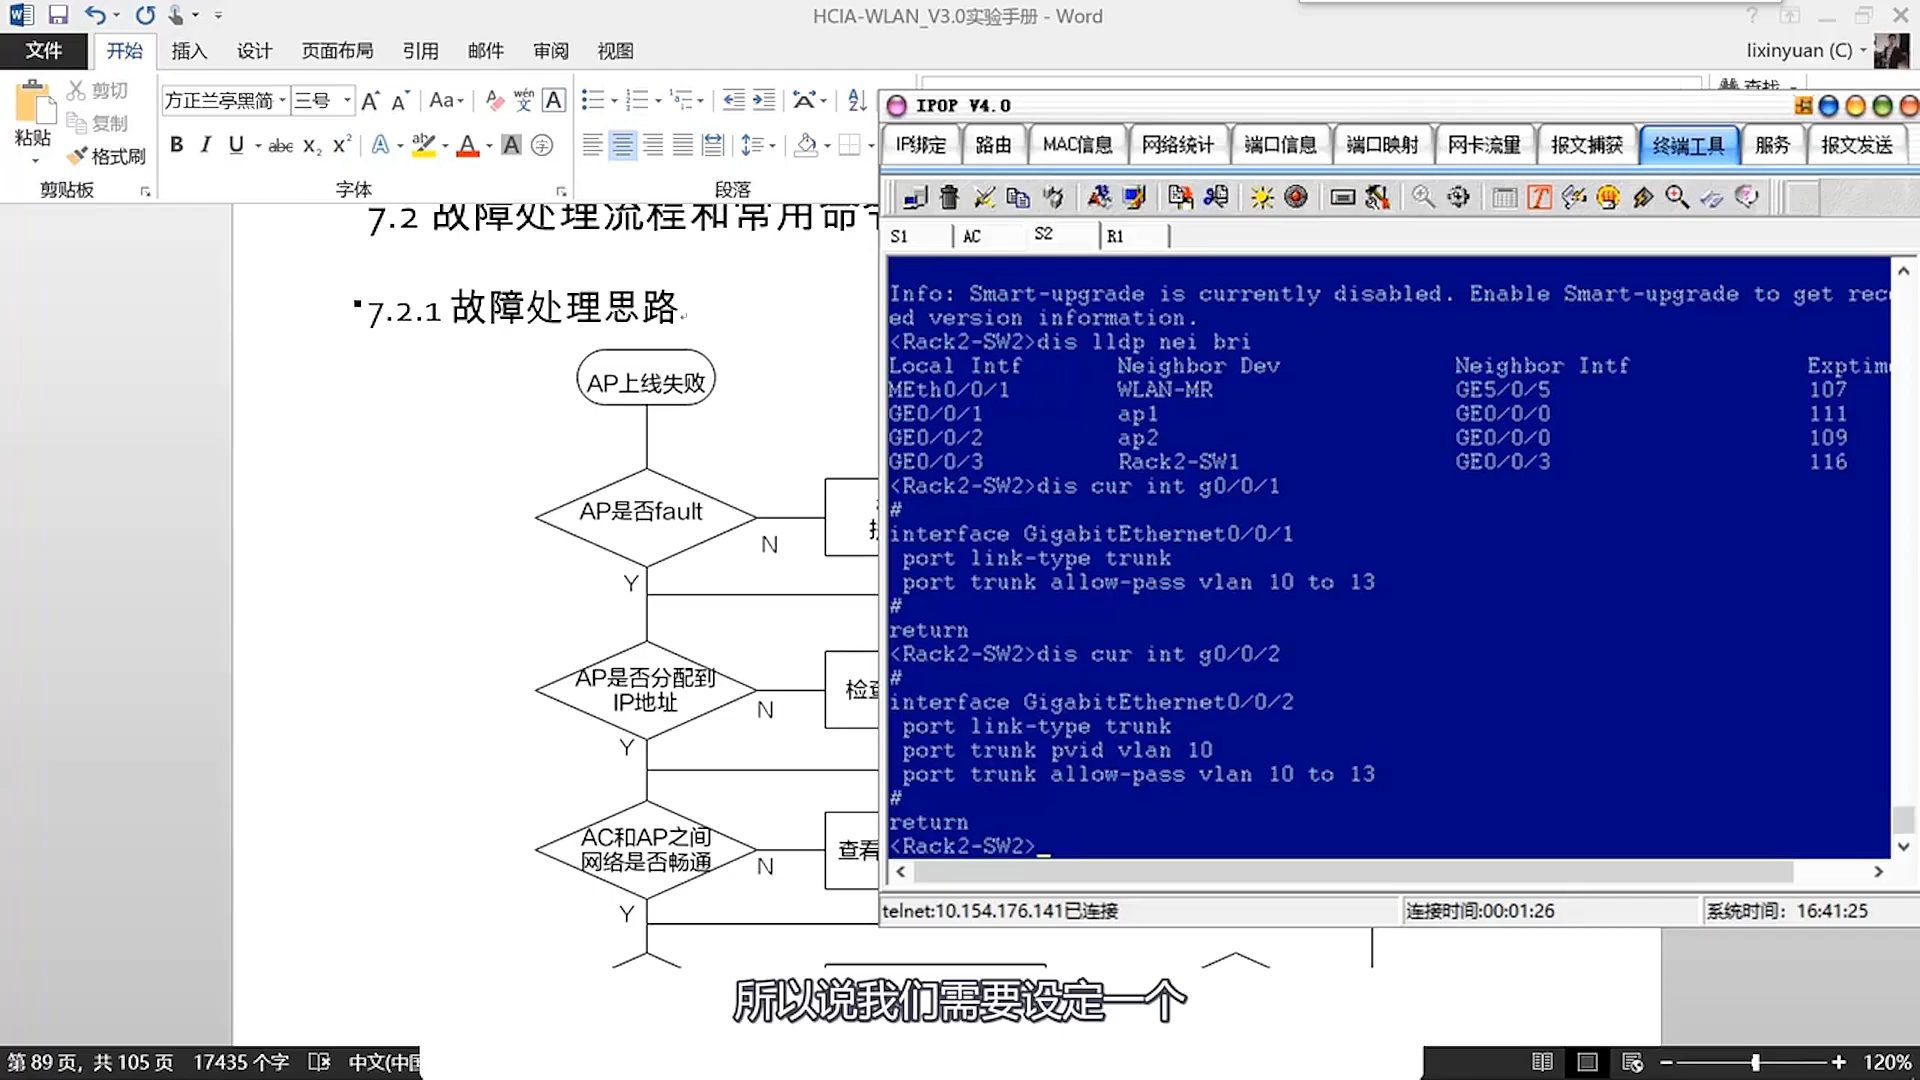 HCIA-WLAN_V3.0实验手册 - Word
文件
开始
插入
设计
页面布局
引用
邮件
审阅
视图
lixinyuan (C)
粘贴
剪切
复制
格式刷
剪贴板
方正兰亭黑简
三号
字体
段落
查找
7.2 故障处理流程和常用命
7.2.1 故障处理思路
AP上线失败
AP是否fault
N
Y
AP是否分配到
IP地址
N
检查
Y
AC和AP之间
网络是否畅通
N
查看
Y
IPOP V4.0
IP绑定
路由
MAC信息
网络统计
端口信息
端口映射
网卡流量
报文捕获
终端工具
服务
报文发送
S1
AC
S2
R1
Info: Smart-upgrade is currently disabled. Enable Smart-upgrade to get rec
ed version information.
<Rack2-SW2>dis lldp nei bri
Local Intf Neighbor Dev Neighbor Intf Exptim
MEth0/0/1 WLAN-MR GE5/0/5 107
GE0/0/1 ap1 GE0/0/0 111
GE0/0/2 ap2 GE0/0/0 109
GE0/0/3 Rack2-SW1 GE0/0/3 116
<Rack2-SW2>dis cur int g0/0/1
#
interface GigabitEthernet0/0/1
port link-type trunk
port trunk allow-pass vlan 10 to 13
#
return
<Rack2-SW2>dis cur int g0/0/2
#
interface GigabitEthernet0/0/2
port link-type trunk
port trunk pvid vlan 10
port trunk allow-pass vlan 10 to 13
#
return
<Rack2-SW2>_
telnet:10.154.176.141已连接
连接时间:00:01:26
系统时间: 16:41:25
所以说我们需要设定一个
第 89 页, 共 105 页
17435 个字
中文(中国
120%